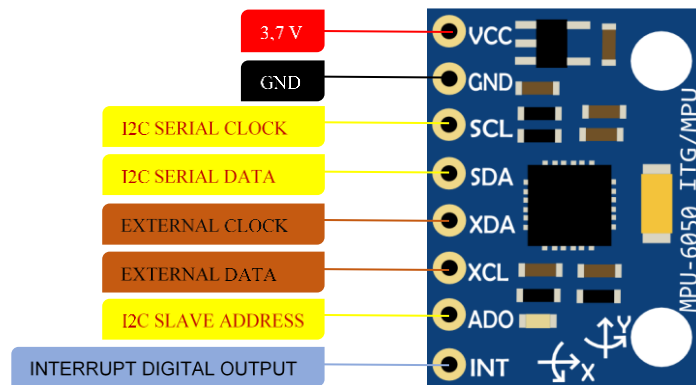 3,7 V
VCC
GND
GND
I2C SERIAL CLOCK
SCL
I2C SERIAL DATA
SDA
EXTERNAL CLOCK
XDA
EXTERNAL DATA
XCL
I2C SLAVE ADDRESS
ADO
INTERRUPT DIGITAL OUTPUT
INT
MPU-6050 ITG/MPU
Y
X